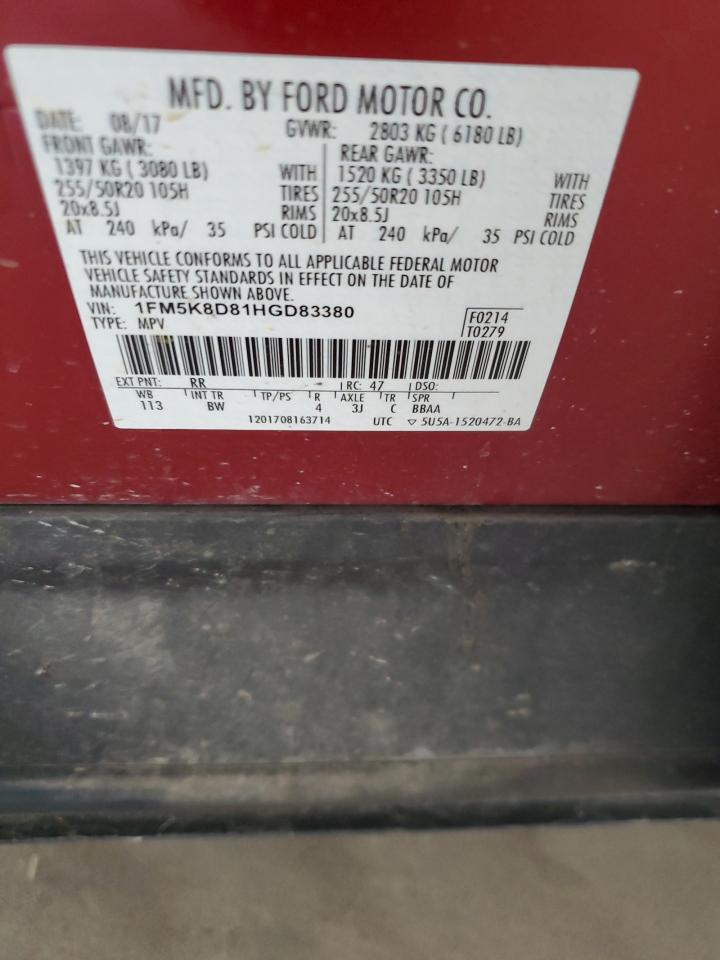 MFD. BY FORD MOTOR CO.
DATE: 08/17 GVWR: 2803 KG ( 6180 LB)
FRONT GAWR: REAR GAWR:
1397 KG ( 3080 LB) WITH 1520 KG ( 3350 LB) WITH
255/50R20 105H TIRES 255/50R20 105H TIRES
20x8.5J RIMS 20x8.5J RIMS
AT 240 kPa/ 35 PSI COLD AT 240 kPa/ 35 PSI COLD
THIS VEHICLE CONFORMS TO ALL APPLICABLE FEDERAL MOTOR
VEHICLE SAFETY STANDARDS IN EFFECT ON THE DATE OF
MANUFACTURE SHOWN ABOVE.
VIN: 1FM5K8D81HGD83380 F0214
TYPE: MPV T0279
EXT PNT: RR RC: 47 DSO:
WB INT TR TP/PS R AXLE TR SPR
113 BW 4 3J C BBAA
1201708163714 UTC ▽ 5U5A-1520472-BA